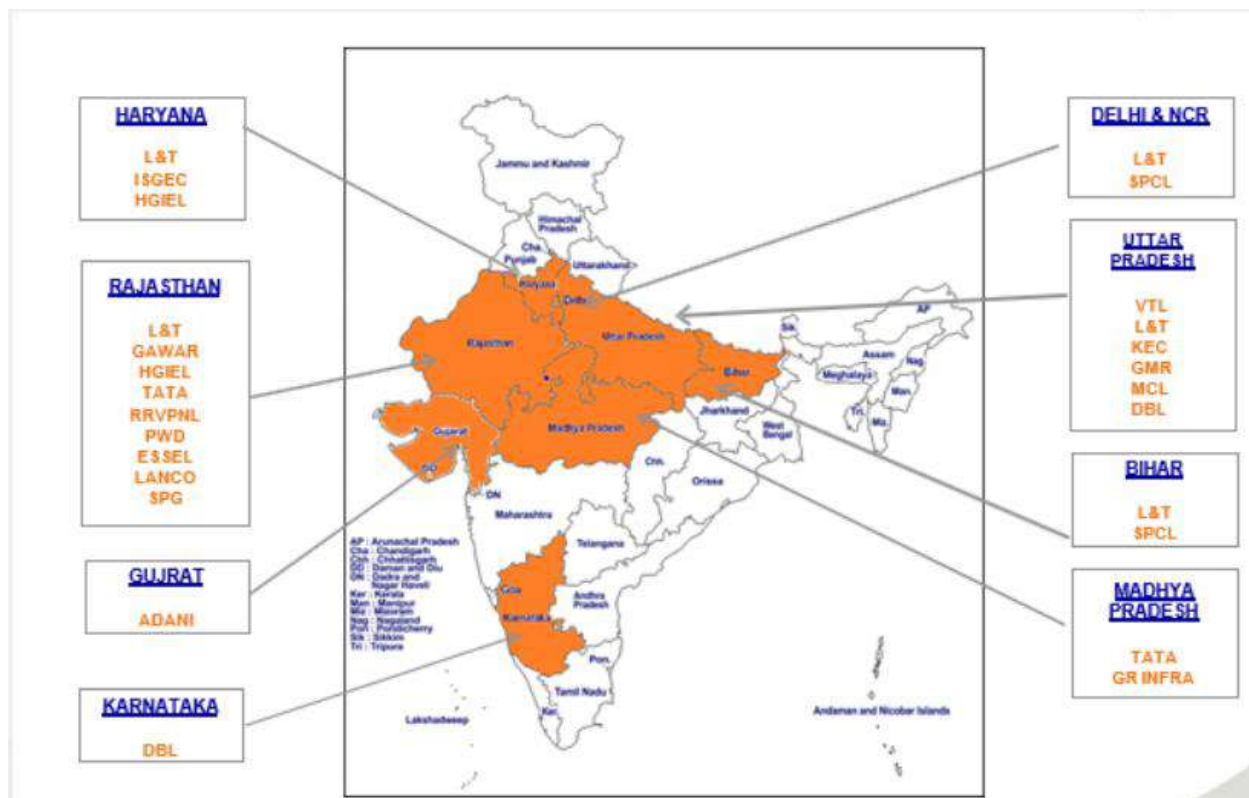 HARYANA
L&T
ISGEC
HGIEL
RAJASTHAN
L&T
GAWAR
HGIEL
TATA
RRVPNL
PWD
ESSEL
LANCO
SPG
GUJRAT
ADANI
KARNATAKA
DBL
Jammu and Kashmir
Himachal
Pradesh
Cha.
Punjab
Uttarakhand
Haryana
Delhi
Rajasthan
Uttar Pradesh
Bihar
Sik.
AP
Assam
Nag.
Meghalaya
Man.
Tri.
Miz.
Jharkhand
West
Bengal
Gujarat
Madhya Pradesh
DD
Chh.
Orissa
DN
Maharashtra
Telangana
Goa
Andhra
Pradesh
Karnataka
Pon.
Tamil Nadu
Ker.
Lakshadweep
Andaman and Nicobar Islands
AP : Arunachal Pradesh
Cha : Chandigarh
Chh : Chhattisgarh
DD : Daman and Diu
DN : Dadra and
Nagar Haveli
Ker : Kerala
Man : Manipur
Miz : Mizoram
Nag : Nagaland
Pon : Pondicherry
Sik : Sikkim
Tri : Tripura
DELHI & NCR
L&T
SPCL
UTTAR
PRADESH
VTL
L&T
KEC
GMR
MCL
DBL
BIHAR
L&T
SPCL
MADHYA
PRADESH
TATA
GR INFRA